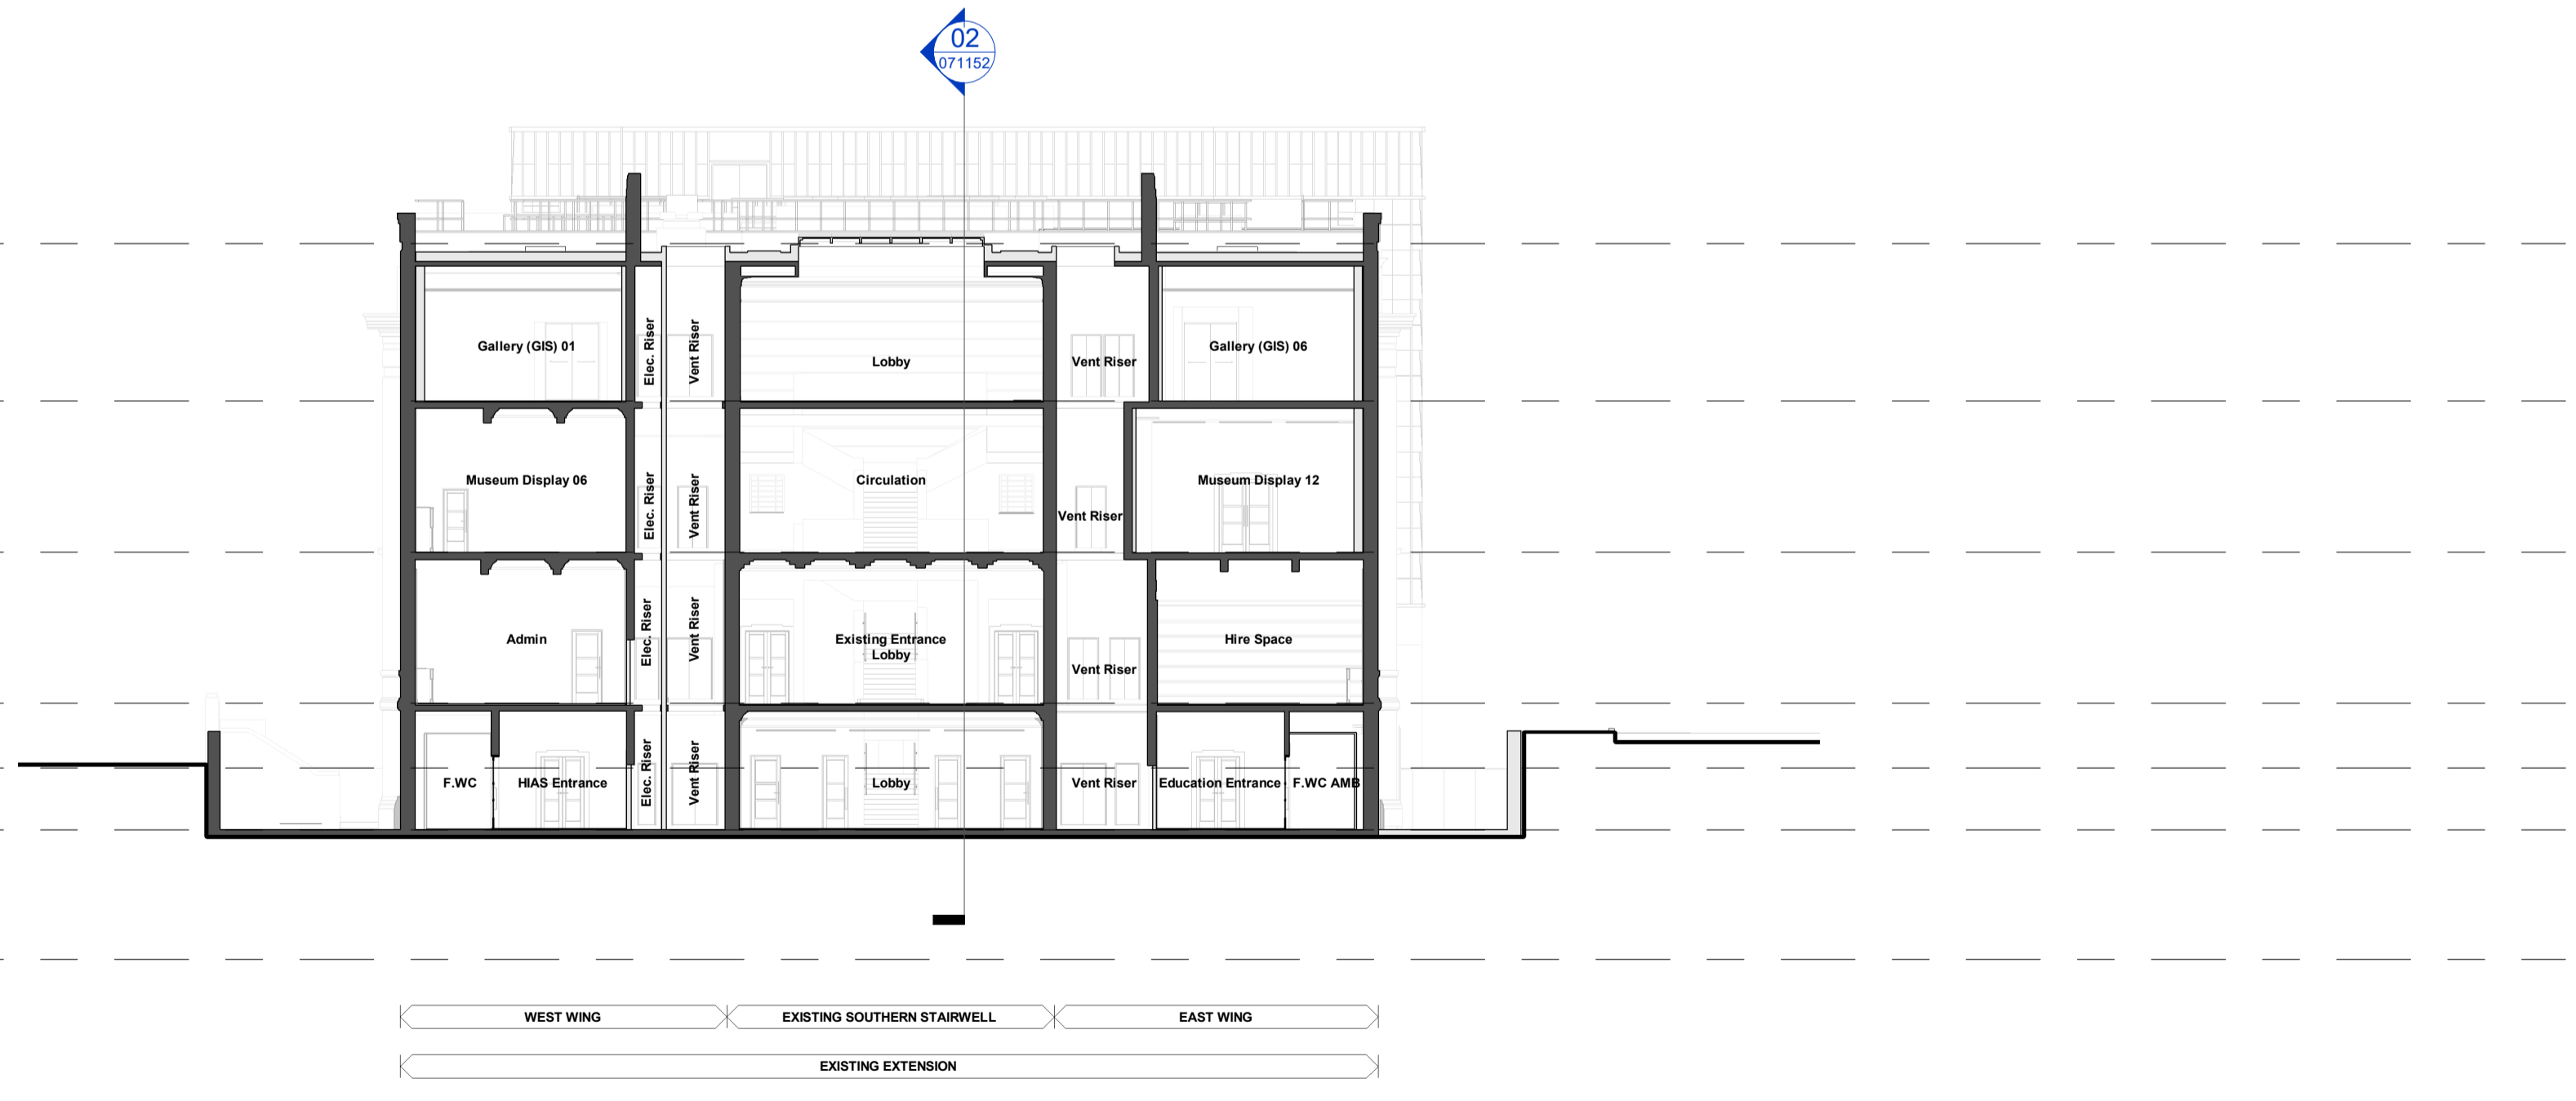 02
071152
Gallery (GIS) 01
Elec. Riser
Vent Riser
Lobby
Vent Riser
Gallery (GIS) 06
Museum Display 06
Elec. Riser
Vent Riser
Circulation
Vent Riser
Museum Display 12
Admin
Elec. Riser
Vent Riser
Existing Entrance
Lobby
Vent Riser
Hire Space
F.WC
HIAS Entrance
Elec. Riser
Vent Riser
Lobby
Vent Riser
Education Entrance
F.WC AMB
WEST WING
EXISTING SOUTHERN STAIRWELL
EAST WING
EXISTING EXTENSION